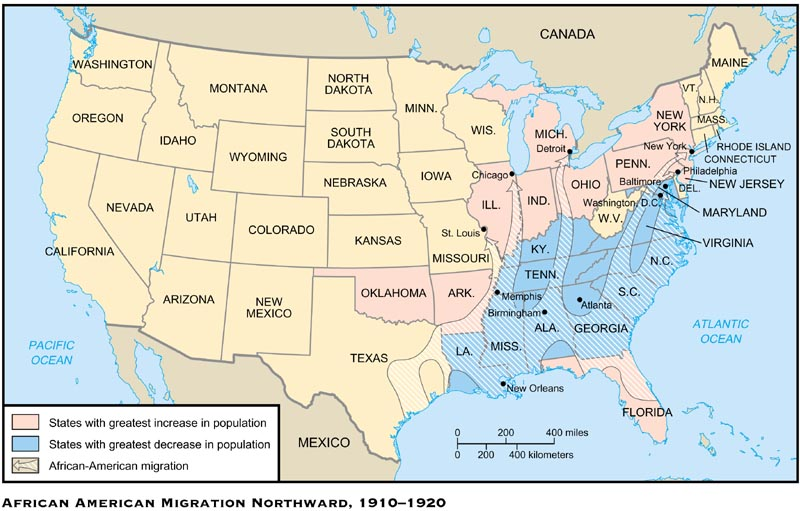 CANADA
WASHINGTON
MONTANA
NORTH
DAKOTA
MINN.
MAINE
VT.
N.H.
OREGON
IDAHO
SOUTH
DAKOTA
WIS.
MICH.
Detroit
NEW
YORK
MASS.
New York
RHODE ISLAND
CONNECTICUT
WYOMING
NEBRASKA
IOWA
Chicago
ILL.
IND.
OHIO
PENN.
Philadelphia
Baltimore
DEL.
NEW JERSEY
NEVADA
UTAH
COLORADO
KANSAS
St. Louis
MISSOURI
W.V.
Washington, D.C.
MARYLAND
VIRGINIA
CALIFORNIA
KY.
TENN.
N.C.
ARIZONA
NEW
MEXICO
OKLAHOMA
ARK.
Memphis
Birmingham
Atlanta
S.C.
PACIFIC
OCEAN
TEXAS
LA.
MISS.
ALA.
GEORGIA
ATLANTIC
OCEAN
New Orleans
FLORIDA
MEXICO
States with greatest increase in population
States with greatest decrease in population
African-American migration
0 200 400 miles
0 200 400 kilometers
AFRICAN AMERICAN MIGRATION NORTHWARD, 1910–1920